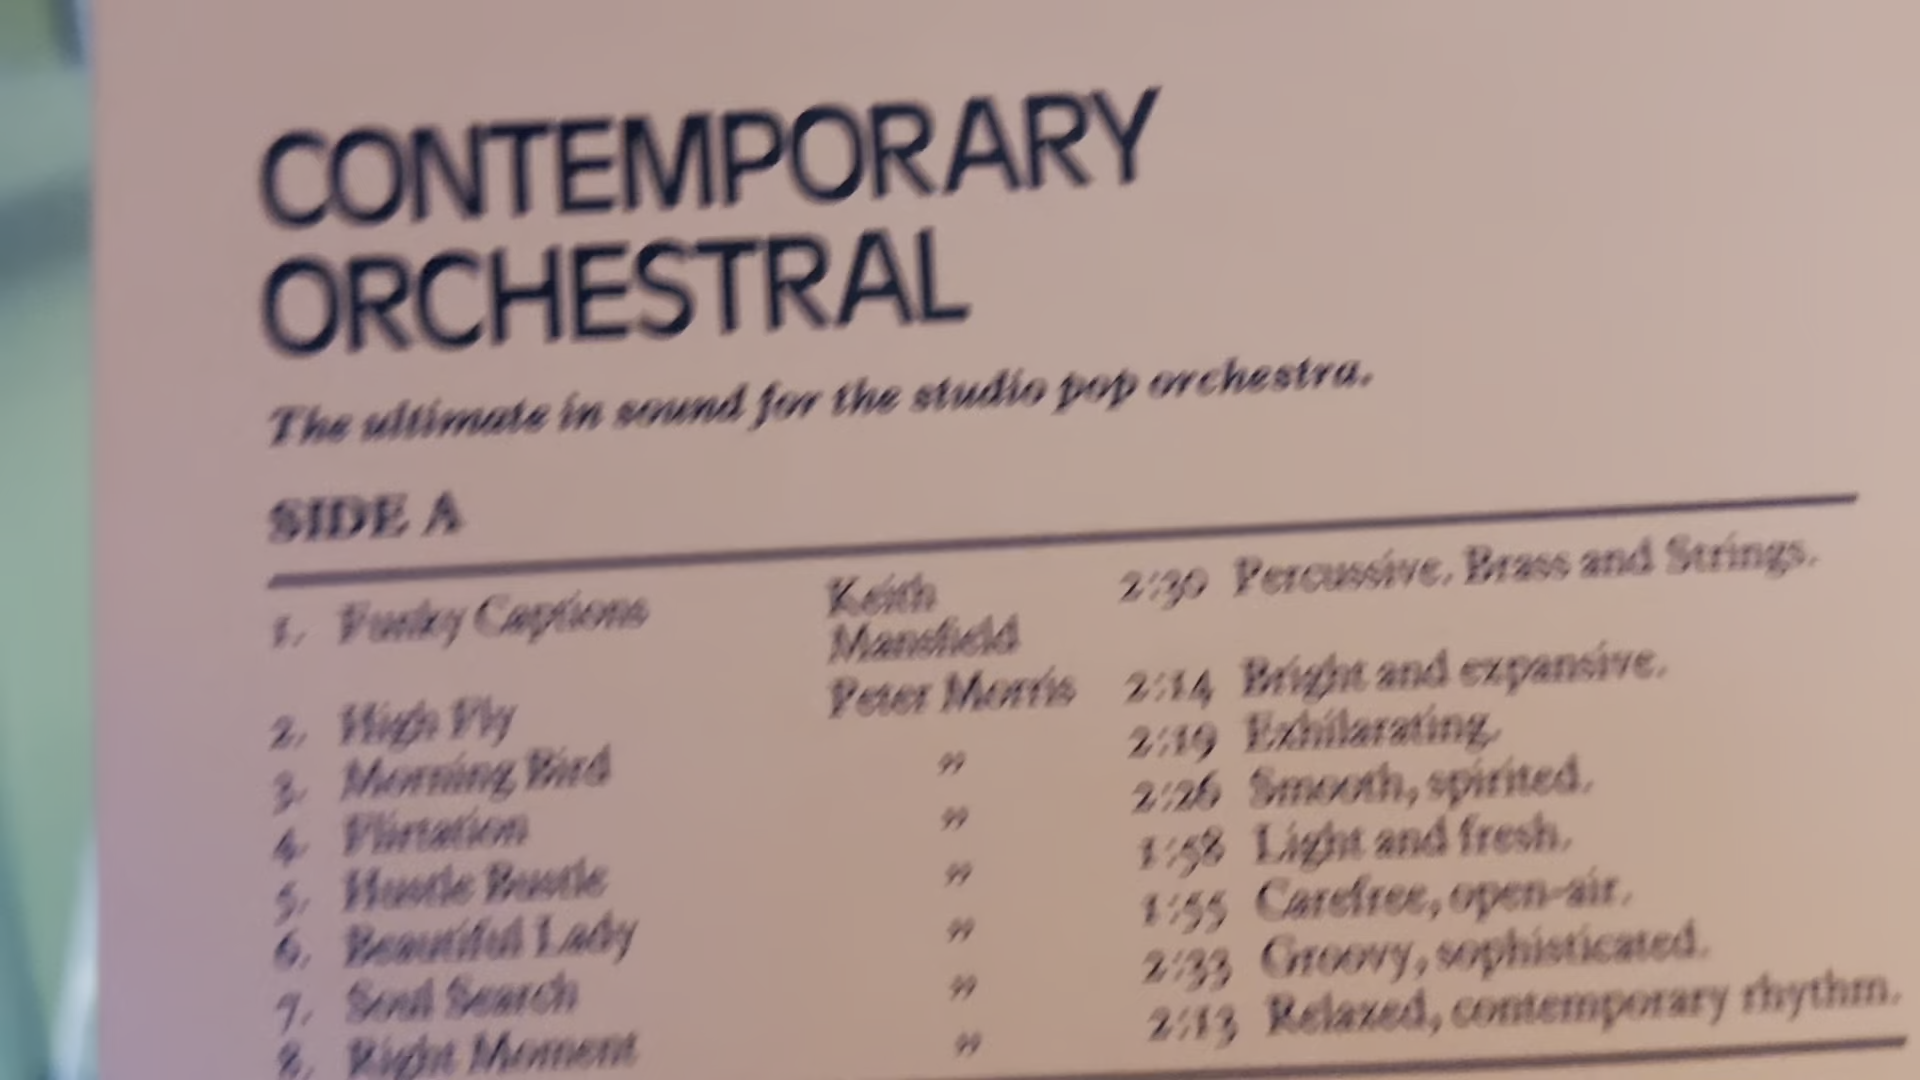 CONTEMPORARY
ORCHESTRAL
The ultimate in sound for the studio pop orchestra.
SIDE A
1. Funky Captions Keith Mansfield 2:30 Percussive. Brass and Strings.
2. High Fly Peter Morris 2:14 Bright and expansive.
3. Morning Bird " 2:19 Exhilarating.
4. Flirtation " 2:26 Smooth, spirited.
5. Hustle Bustle " 1:58 Light and fresh.
6. Beautiful Lady " 1:55 Carefree, open-air.
7. Soul Search " 2:33 Groovy, sophisticated.
8. Right Moment " 2:13 Relaxed, contemporary rhythm.